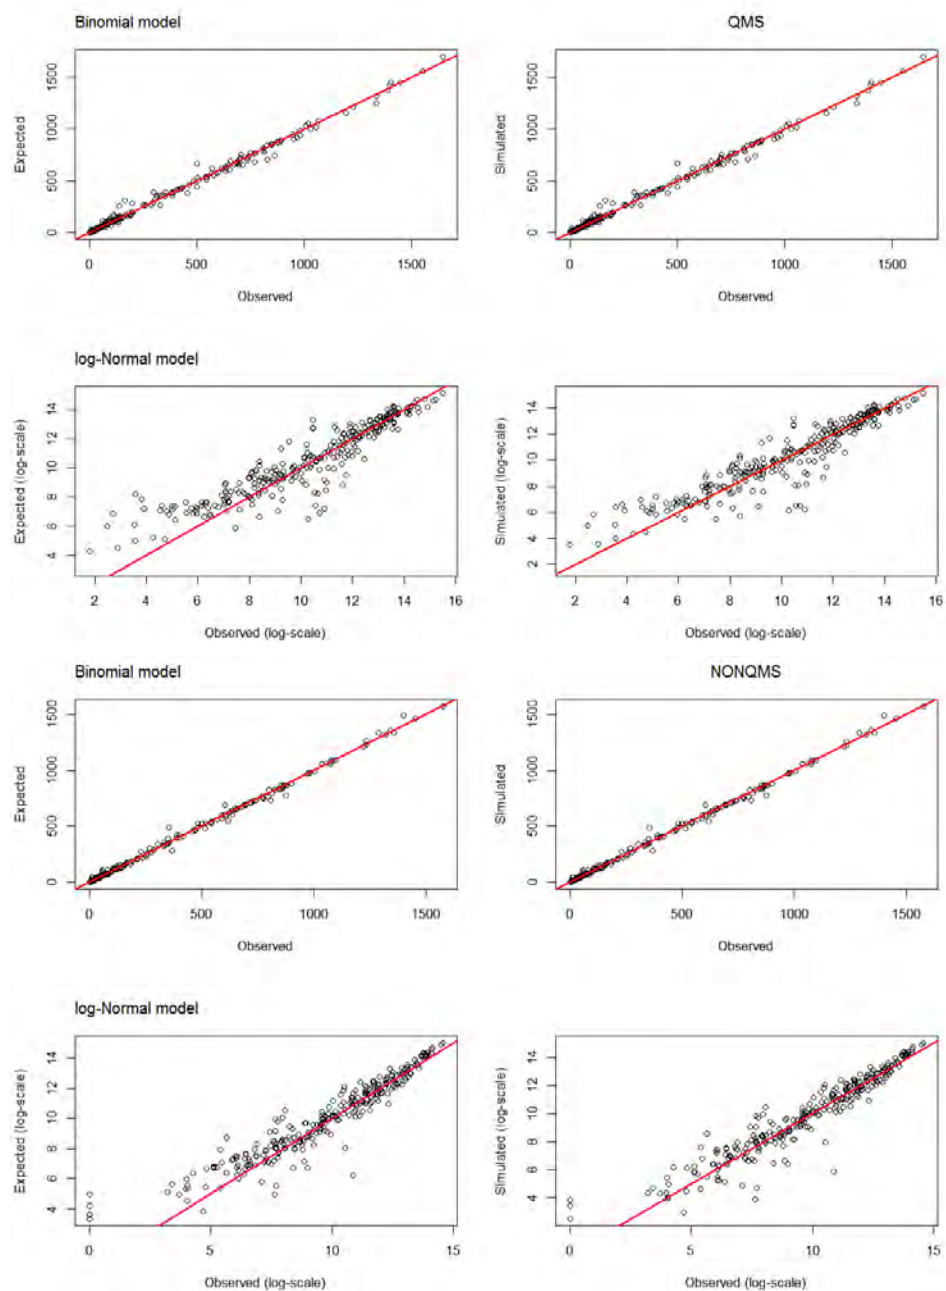 Binomial model QMS
Expected
0 500 1000 1500
0 500 1000 1500
Observed
Simulated
0 500 1000 1500
0 500 1000 1500
Observed
log-Normal model
Expected (log-scale)
4 6 8 10 12 14
2 4 6 8 10 12 14 16
Observed (log-scale)
Simulated (log-scale)
2 4 6 8 10 12 14
2 4 6 8 10 12 14 16
Observed (log-scale)
Binomial model NONQMS
Expected
0 500 1000 1500
0 500 1000 1500
Observed
Simulated
0 500 1000 1500
0 500 1000 1500
Observed
log-Normal model
Expected (log-scale)
4 6 8 10 12 14
0 5 10 15
Observed (log-scale)
Simulated (log-scale)
4 6 8 10 12 14
0 5 10 15
Observed (log-scale)